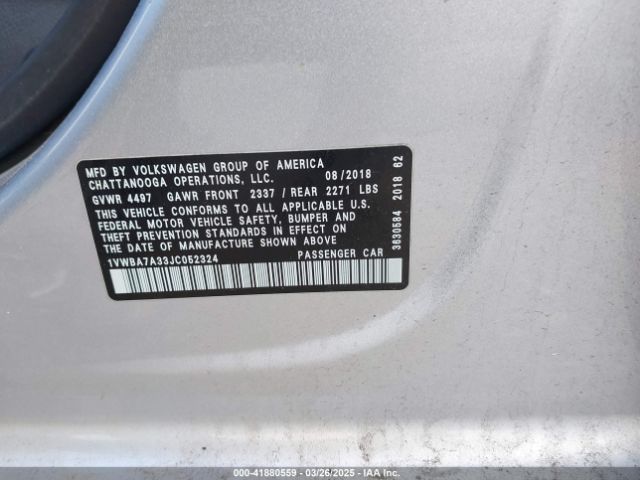 MFD BY VOLKSWAGEN GROUP OF AMERICA
CHATTANOOGA OPERATIONS, LLC. 08/2018
GVWR 4497 GAWR FRONT 2337 / REAR 2271 LBS
THIS VEHICLE CONFORMS TO ALL APPLICABLE U.S.
FEDERAL MOTOR VEHICLE SAFETY, BUMPER AND
THEFT PREVENTION STANDARDS IN EFFECT ON
THE DATE OF MANUFACTURE SHOWN ABOVE
1VWBA7A33JC052324 PASSENGER CAR
3630584 2018 62
000-41880559 - 03/26/2025 - IAA Inc.